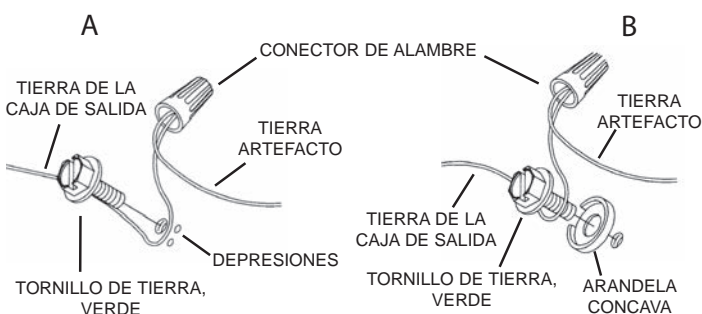 A
B
CONECTOR DE ALAMBRE
TIERRA DE LA
CAJA DE SALIDA
TIERRA
ARTEFACTO
TIERRA
ARTEFACTO
TIERRA DE LA
CAJA DE SALIDA
DEPRESIONES
TORNILLO DE TIERRA,
VERDE
TORNILLO DE TIERRA,
VERDE
ARANDELA
CONCAVA